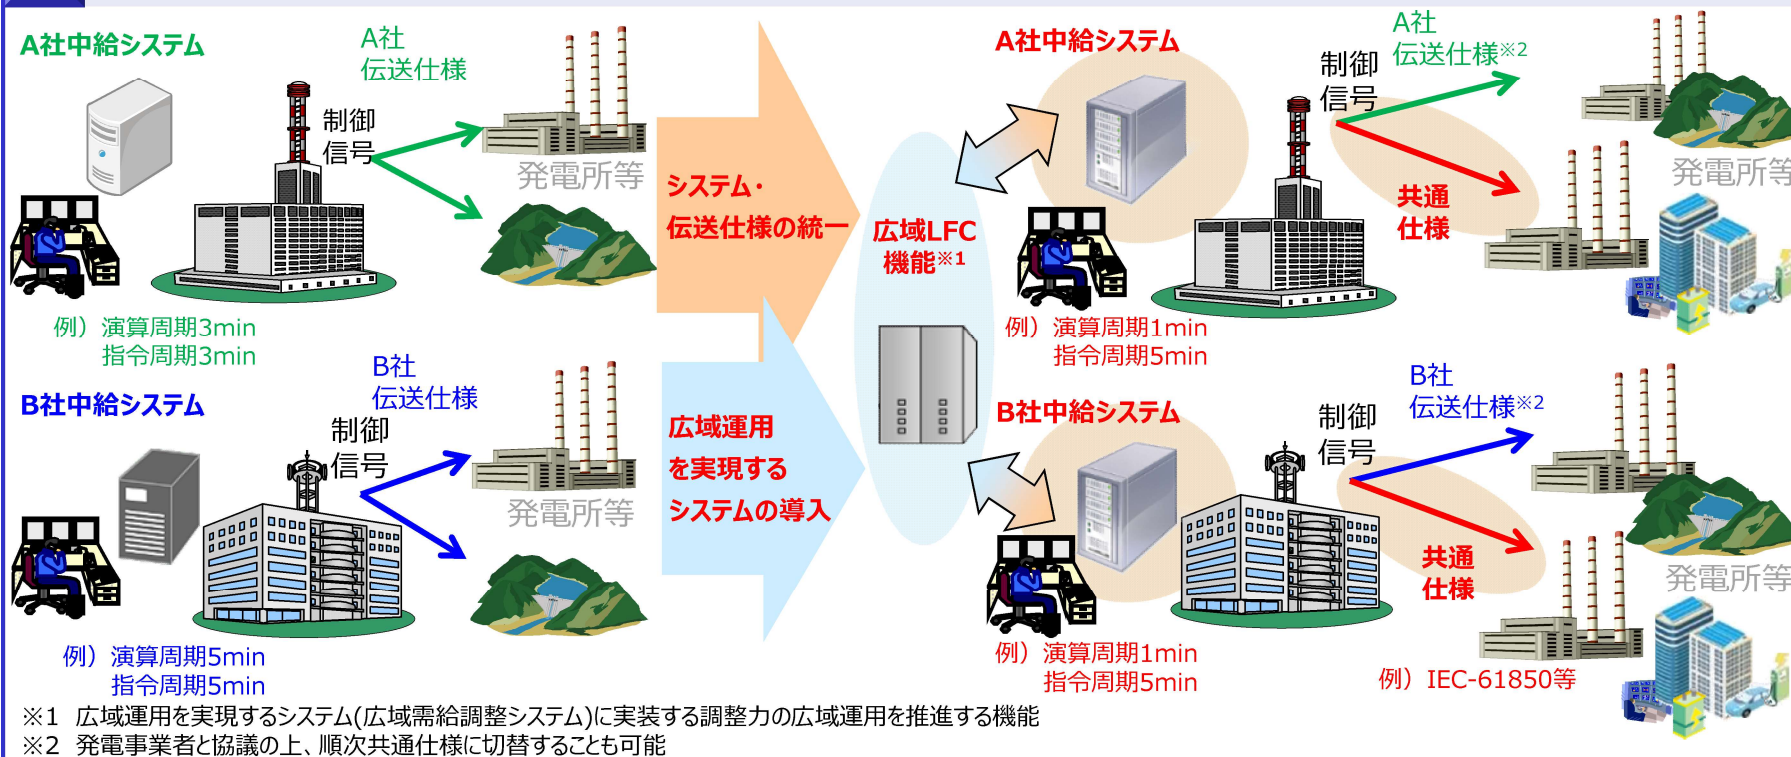 A社中給システム
A社
伝送仕様
制御
信号
発電所等
例）演算周期3min
指令周期3min
B社中給システム
B社
伝送仕様
制御
信号
発電所等
例）演算周期5min
指令周期5min
システム・
伝送仕様の統一
広域運用
を実現する
システムの導入
広域LFC
機能※1
A社中給システム
制御
信号
A社
伝送仕様※2
共通
仕様
発電所等
例）演算周期1min
指令周期5min
B社中給システム
制御
信号
B社
伝送仕様※2
共通
仕様
発電所等
例）演算周期1min
指令周期5min
例）IEC-61850等
※1 広域運用を実現するシステム(広域需給調整システム)に実装する調整力の広域運用を推進する機能
※2 発電事業者と協議の上、順次共通仕様に切替することも可能